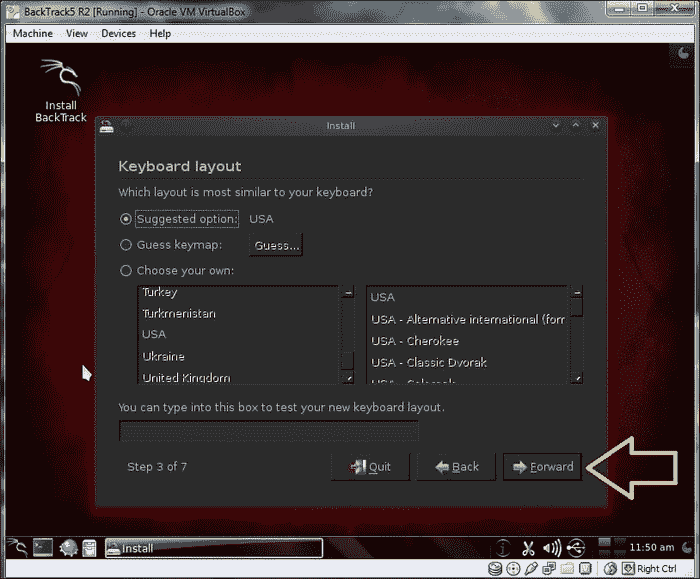 BackTrack5 R2 [Running] - Oracle VM VirtualBox
Machine View Devices Help
Install
BackTrack
Install
Keyboard layout
Which layout is most similar to your keyboard?
Suggested option: USA
Guess keymap: Guess...
Choose your own:
Turkey
Turkmenistan
USA
Ukraine
United Kingdom
USA
USA - Alternative international (forn
USA - Cherokee
USA - Classic Dvorak
You can type into this box to test your new keyboard layout.
Step 3 of 7
Quit Back Forward
Install
11:50 am
Right Ctrl